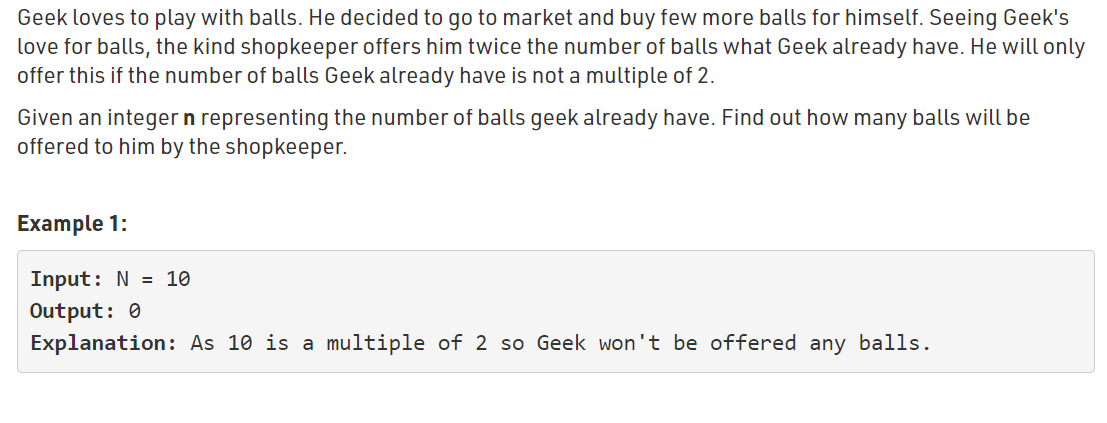 Geek loves to play with balls. He decided to go to market and buy few more balls for himself. Seeing Geek's
love for balls, the kind shopkeeper offers him twice the number of balls what Geek already have. He will only
offer this if the number of balls Geek already have is not a multiple of 2.
Given an integer n representing the number of balls geek already have. Find out how many balls will be
offered to him by the shopkeeper.
Example 1:
Input: N = 10
Output: 0
Explanation: As 10 is a multiple of 2 so Geek won't be offered any balls.